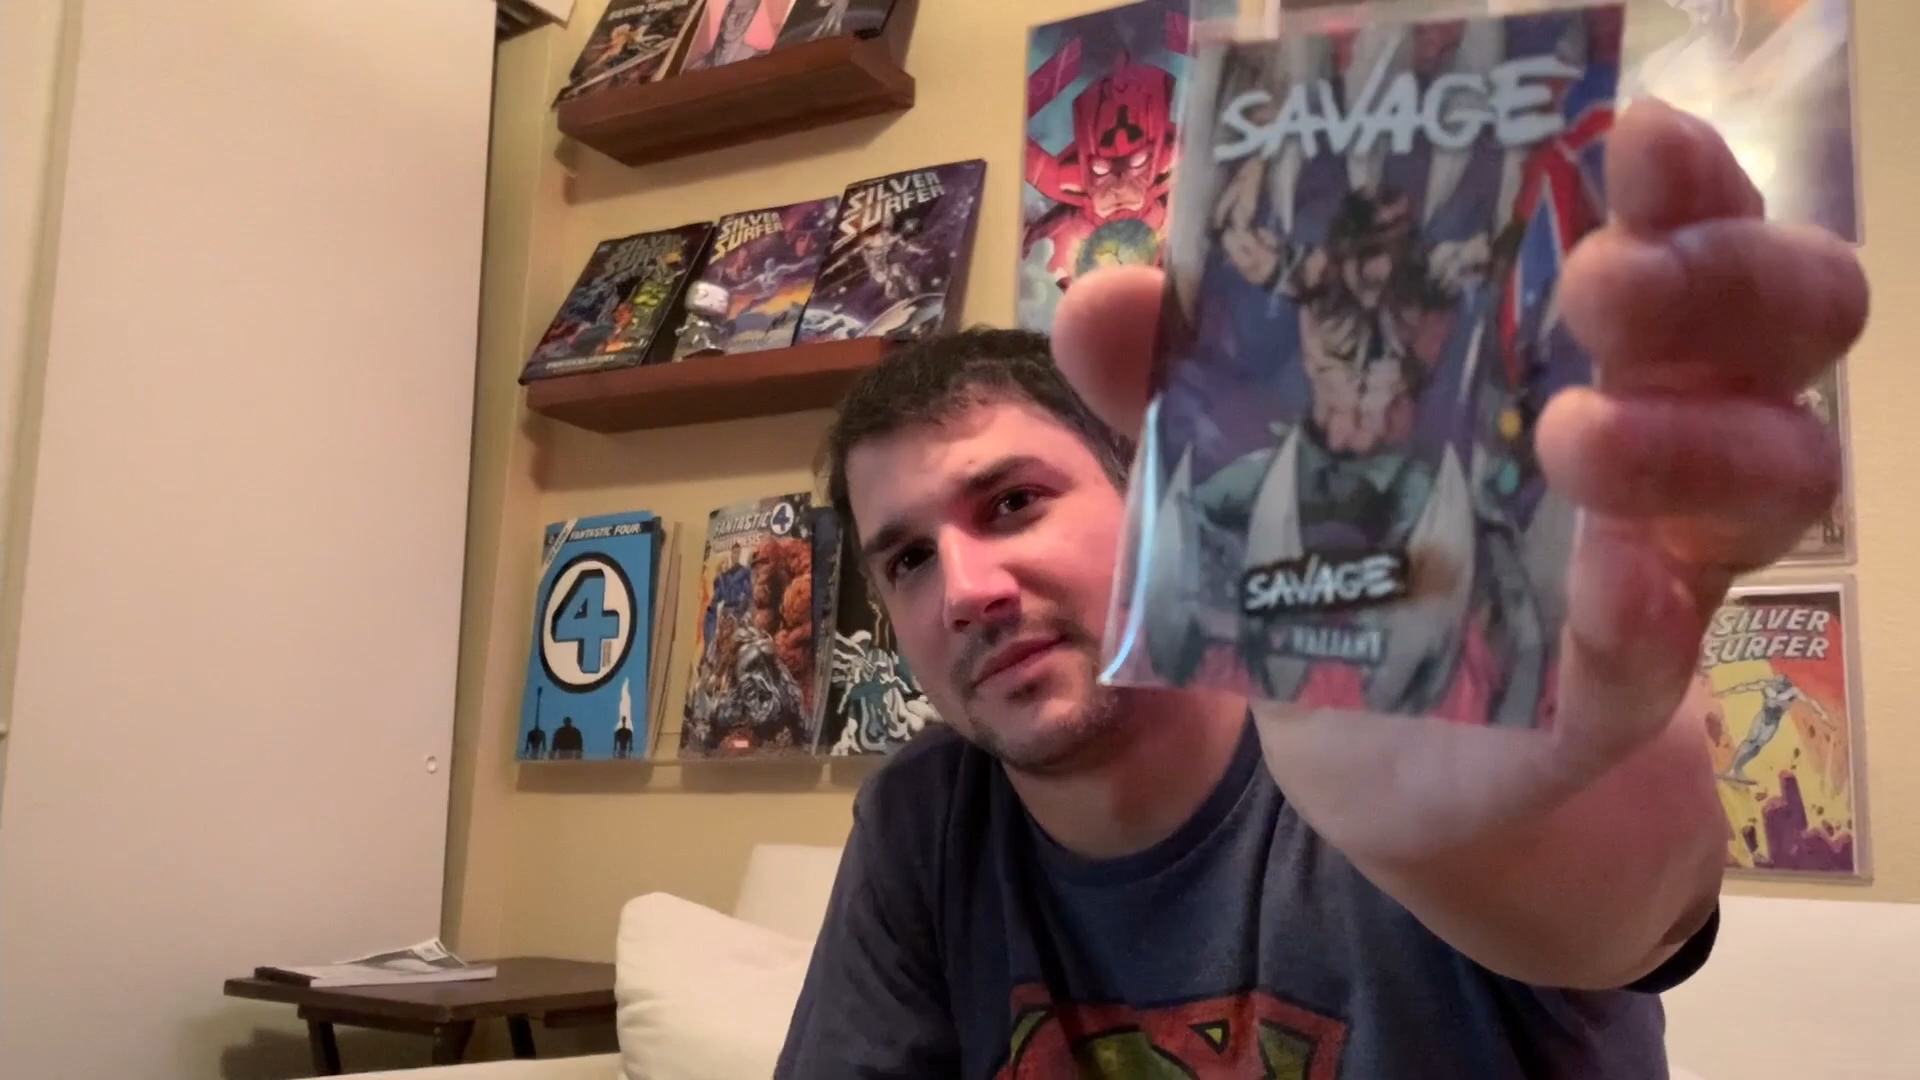 SAVAGE
SAVAGE
VALIANT
SILVER
SURFER
SILVER
SURFER
SILVER
SURFER
FANTASTIC FOUR
4
FANTASTIC 4
SILVER
SURFER